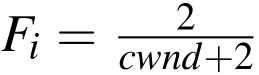 $F_i = \frac{2}{cwnd+2}$